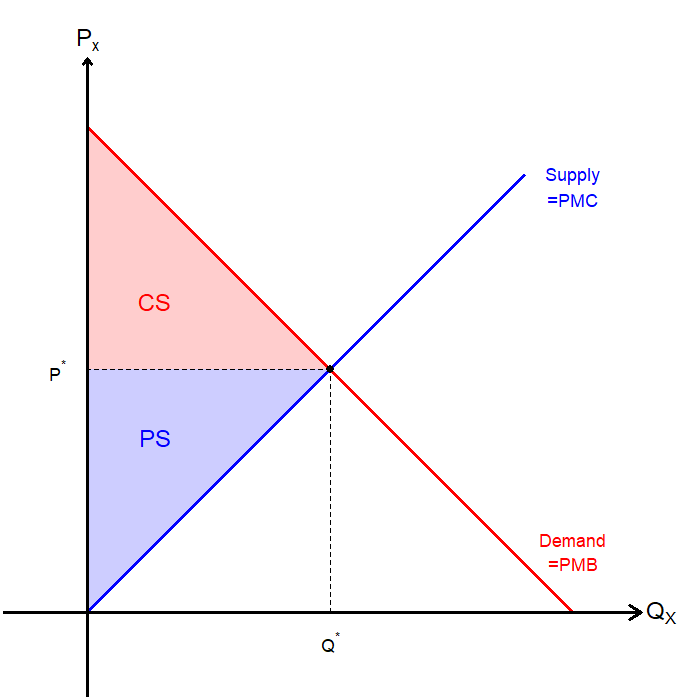 Pₓ
Supply
=PMC
CS
P*
PS
Demand
=PMB
Qₓ
Q*